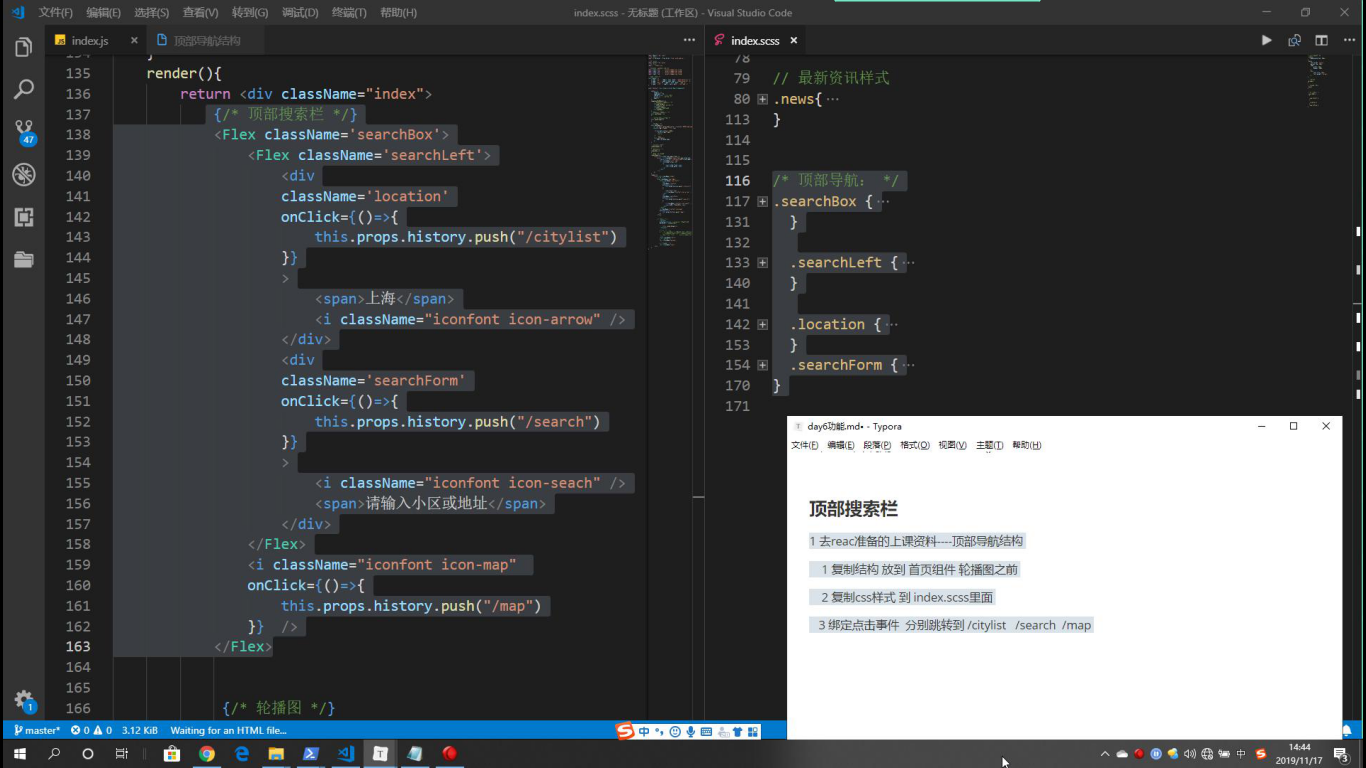 文件(F) 编辑(E) 选择(S) 查看(V) 转到(G) 调试(D) 终端(T) 帮助(H) index.scss - 无标题 (工作区) - Visual Studio Code
index.js 顶部导航结构
135 render(){
136 return <div className="index">
137 {/* 顶部搜索栏 */}
138 <Flex className='searchBox'>
139 <Flex className='searchLeft'>
140 <div
141 className='location'
142 onClick={()=>{
143 this.props.history.push("/citylist")
144 }}
145 >
146 <span>上海</span>
147 <i className="iconfont icon-arrow" />
148 </div>
149 <div
150 className='searchForm'
151 onClick={()=>{
152 this.props.history.push("/search")
153 }}
154 >
155 <i className="iconfont icon-seach" />
156 <span>请输入小区或地址</span>
157 </div>
158 </Flex>
159 <i className="iconfont icon-map"
160 onClick={()=>{
161 this.props.history.push("/map")
162 }} />
163 </Flex>
164
165
166 {/* 轮播图 */}
index.scss
78
79 // 最新资讯样式
80 .news{ ···
113 }
114
115
116 /* 顶部导航： */
117 .searchBox { ···
131 }
132
133 .searchLeft { ···
140 }
141
142 .location { ···
153 }
154 .searchForm { ···
170 }
171
day6功能.md• - Typora
文件(F) 编辑(E) 段落(P) 格式(O) 视图(V) 主题(T) 帮助(H)
顶部搜索栏
1 去reac准备的上课资料----顶部导航结构
1 复制结构 放到 首页组件 轮播图之前
2 复制css样式 到 index.scss里面
3 绑定点击事件 分别跳转到 /citylist /search /map
47
1
master* 0 0 3.12 KiB Waiting for an HTML file...
中
中
14:44
2019/11/17
3